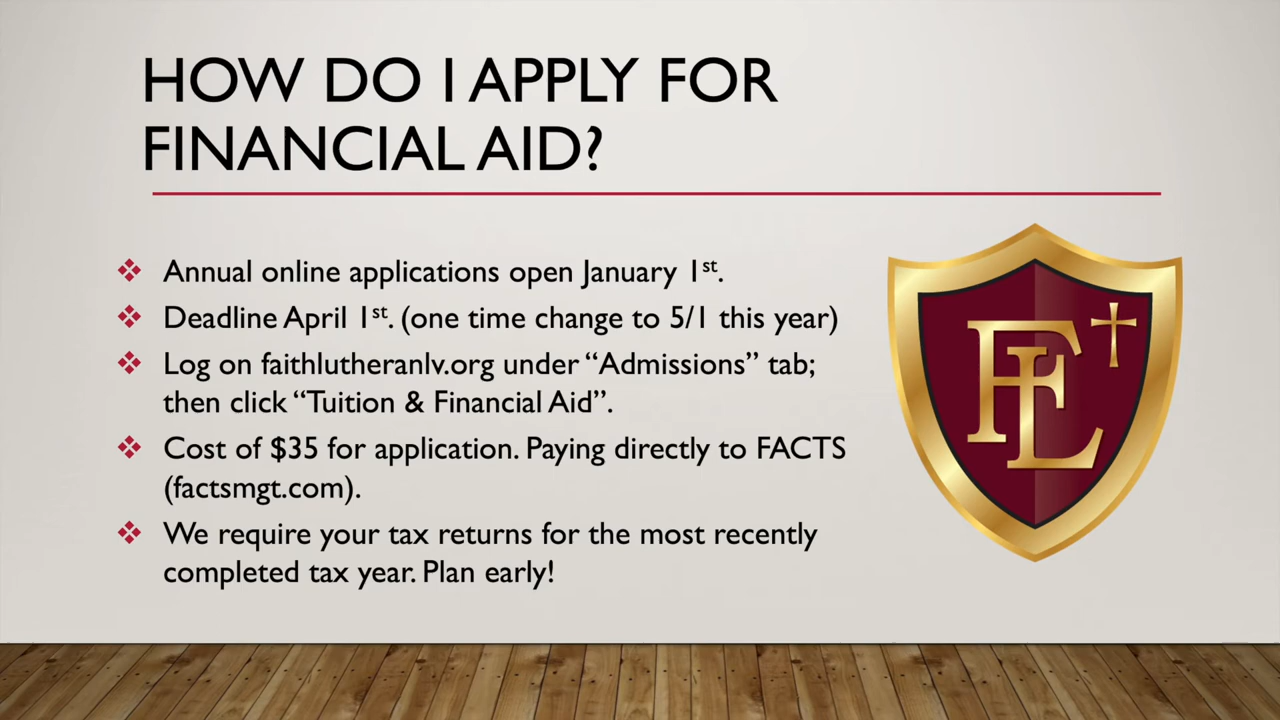 HOW DO I APPLY FOR
FINANCIAL AID?
❖ Annual online applications open January 1st.
❖ Deadline April 1st. (one time change to 5/1 this year)
❖ Log on faithlutheranlv.org under “Admissions” tab;
then click “Tuition & Financial Aid”.
❖ Cost of $35 for application. Paying directly to FACTS
(factsmgt.com).
❖ We require your tax returns for the most recently
completed tax year. Plan early!
FL